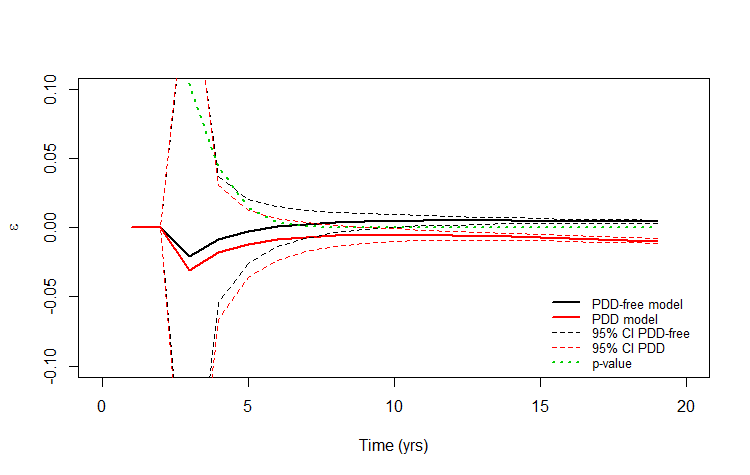 0.10
0.05
0.00
-0.05
-0.10
ε
0 5 10 15 20
Time (yrs)
PDD-free model
PDD model
95% CI PDD-free
95% CI PDD
p-value